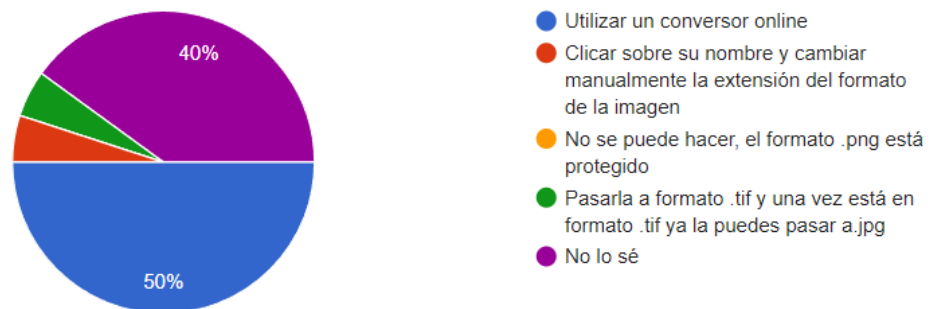 40%
50%
Utilizar un conversor online
Clicar sobre su nombre y cambiar
manualmente la extensión del formato
de la imagen
No se puede hacer, el formato .png está
protegido
Pasarla a formato .tif y una vez está en
formato .tif ya la puedes pasar a.jpg
No lo sé